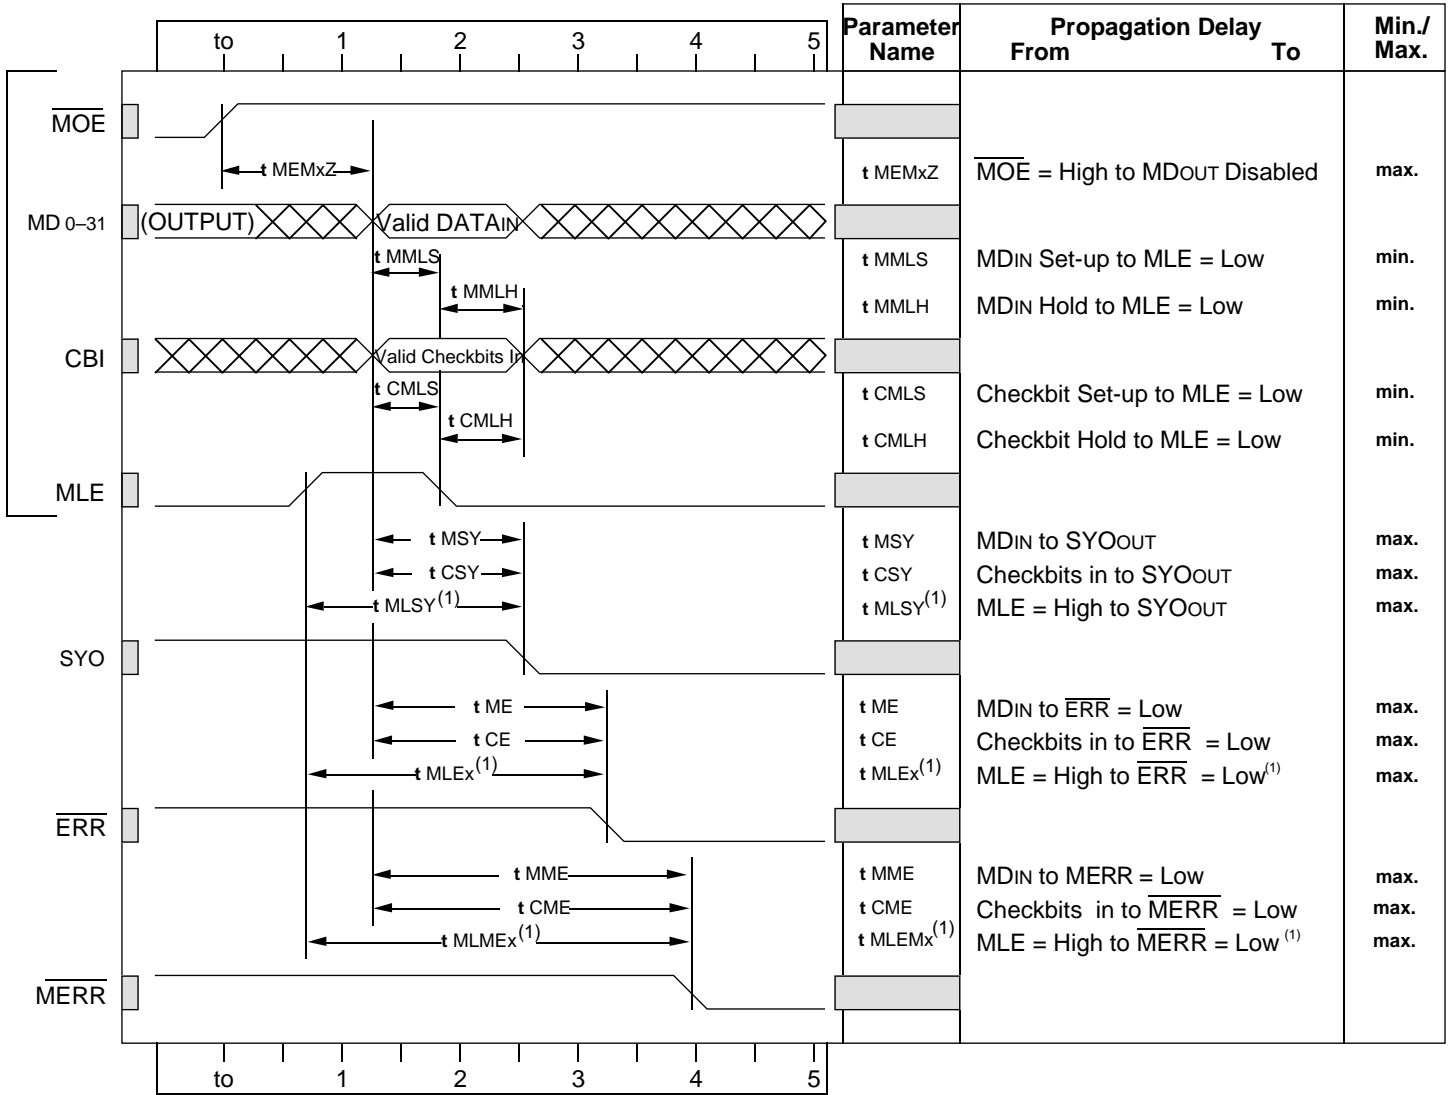 to 1 2 3 4 5
Parameter Name
Propagation Delay
From To
Min./ Max.
MOE
t MEMxZ
t MEMxZ
MOE = High to MDOUT Disabled
max.
MD 0–31
(OUTPUT)
Valid DATAIN
t MMLS
t MMLS
MDIN Set-up to MLE = Low
min.
t MMLH
t MMLH
MDIN Hold to MLE = Low
min.
CBI
Valid Checkbits In
t CMLS
t CMLS
Checkbit Set-up to MLE = Low
min.
t CMLH
t CMLH
Checkbit Hold to MLE = Low
min.
MLE
t MSY
t MSY
MDIN to SYOOUT
max.
t CSY
t CSY
Checkbits in to SYOOUT
max.
t MLSY(1)
t MLSY(1)
MLE = High to SYOOUT
max.
SYO
t ME
t ME
MDIN to ERR = Low
max.
t CE
t CE
Checkbits in to ERR = Low
max.
t MLEx(1)
t MLEx(1)
MLE = High to ERR = Low(1)
max.
ERR
t MME
t MME
MDIN to MERR = Low
max.
t CME
t CME
Checkbits in to MERR = Low
max.
t MLMEx(1)
t MLEMx(1)
MLE = High to MERR = Low (1)
max.
MERR
to 1 2 3 4 5